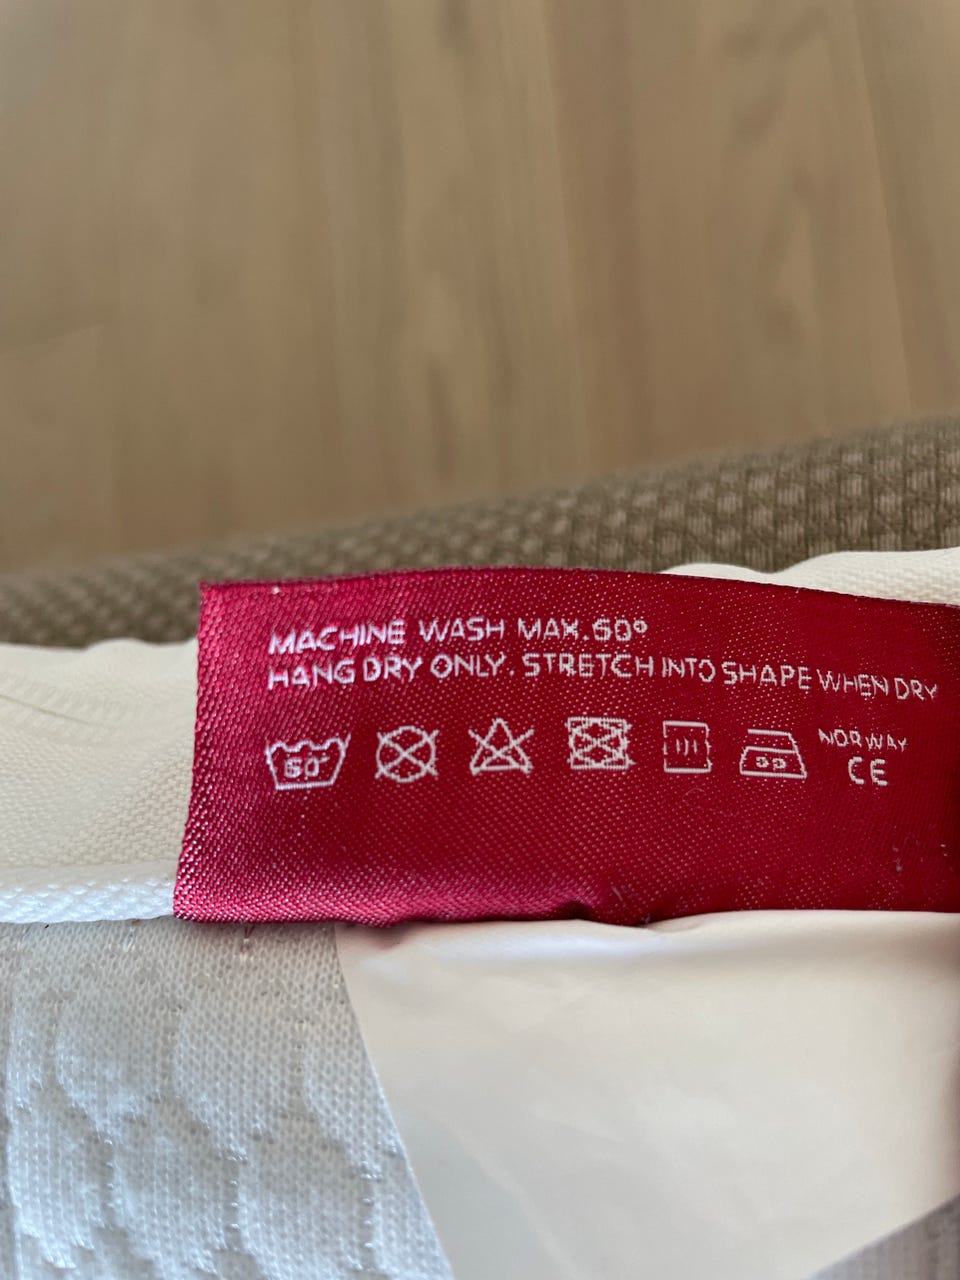 MACHINE WASH MAX.60°
HANG DRY ONLY. STRETCH INTO SHAPE WHEN DRY
60°
NORWAY
CE